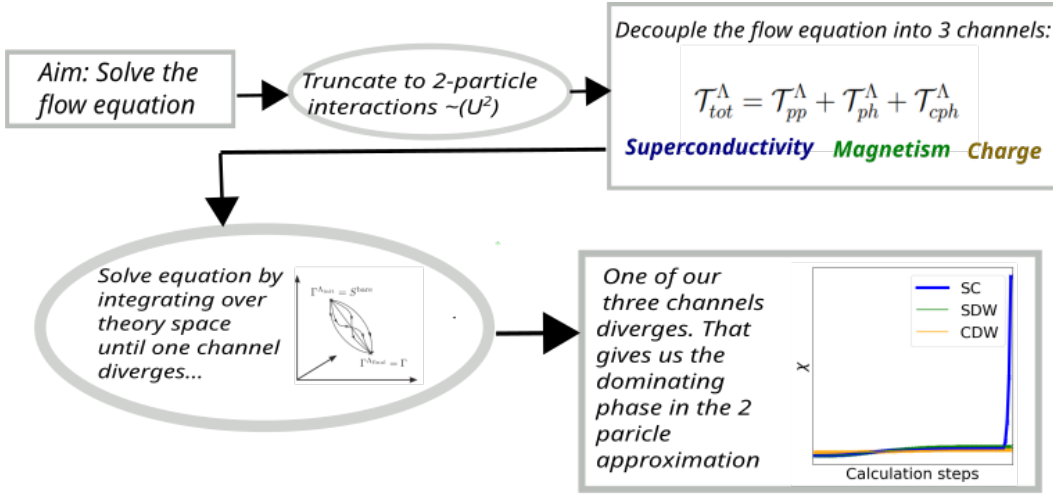 Aim: Solve the
flow equation
Truncate to 2-particle
interactions ~(U²)
Decouple the flow equation into 3 channels:
𝒯^Λ_tot = 𝒯^Λ_pp + 𝒯^Λ_ph + 𝒯^Λ_cph
Superconductivity Magnetism Charge
Solve equation by
integrating over
theory space
until one channel
diverges...
Γ^Λinit = S^bare
Γ^Λfinal = Γ
One of our
three channels
diverges. That
gives us the
dominating
phase in the 2
paricle
approximation
SC
SDW
CDW
χ
Calculation steps